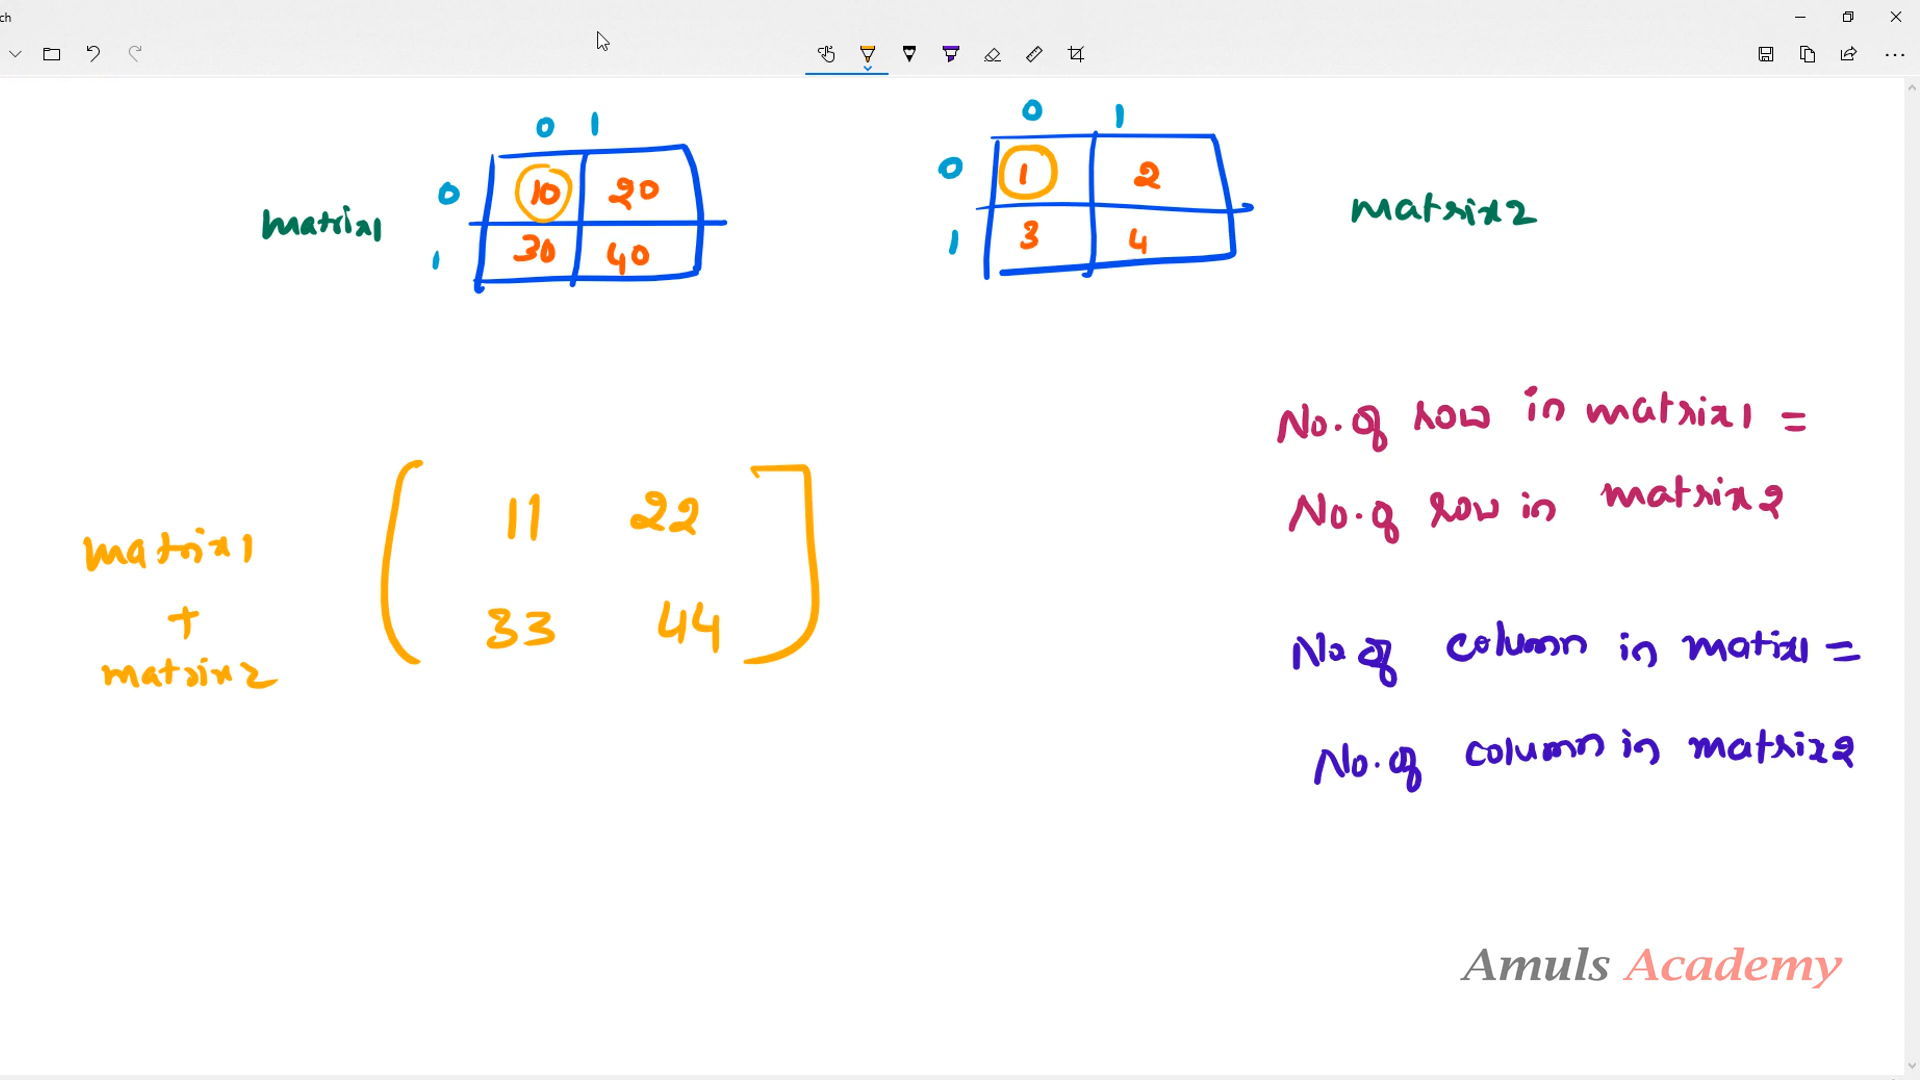 ch
0 1
0 1
matrix1
0 10 20
1 30 40
0 1 2
1 3 4
matrix2
No. of row in matrix1 =
No. of row in matrix2
matrix1
+
matrix2
11 22
33 44
No of column in matix1 =
No. of column in matrix2
Amuls Academy